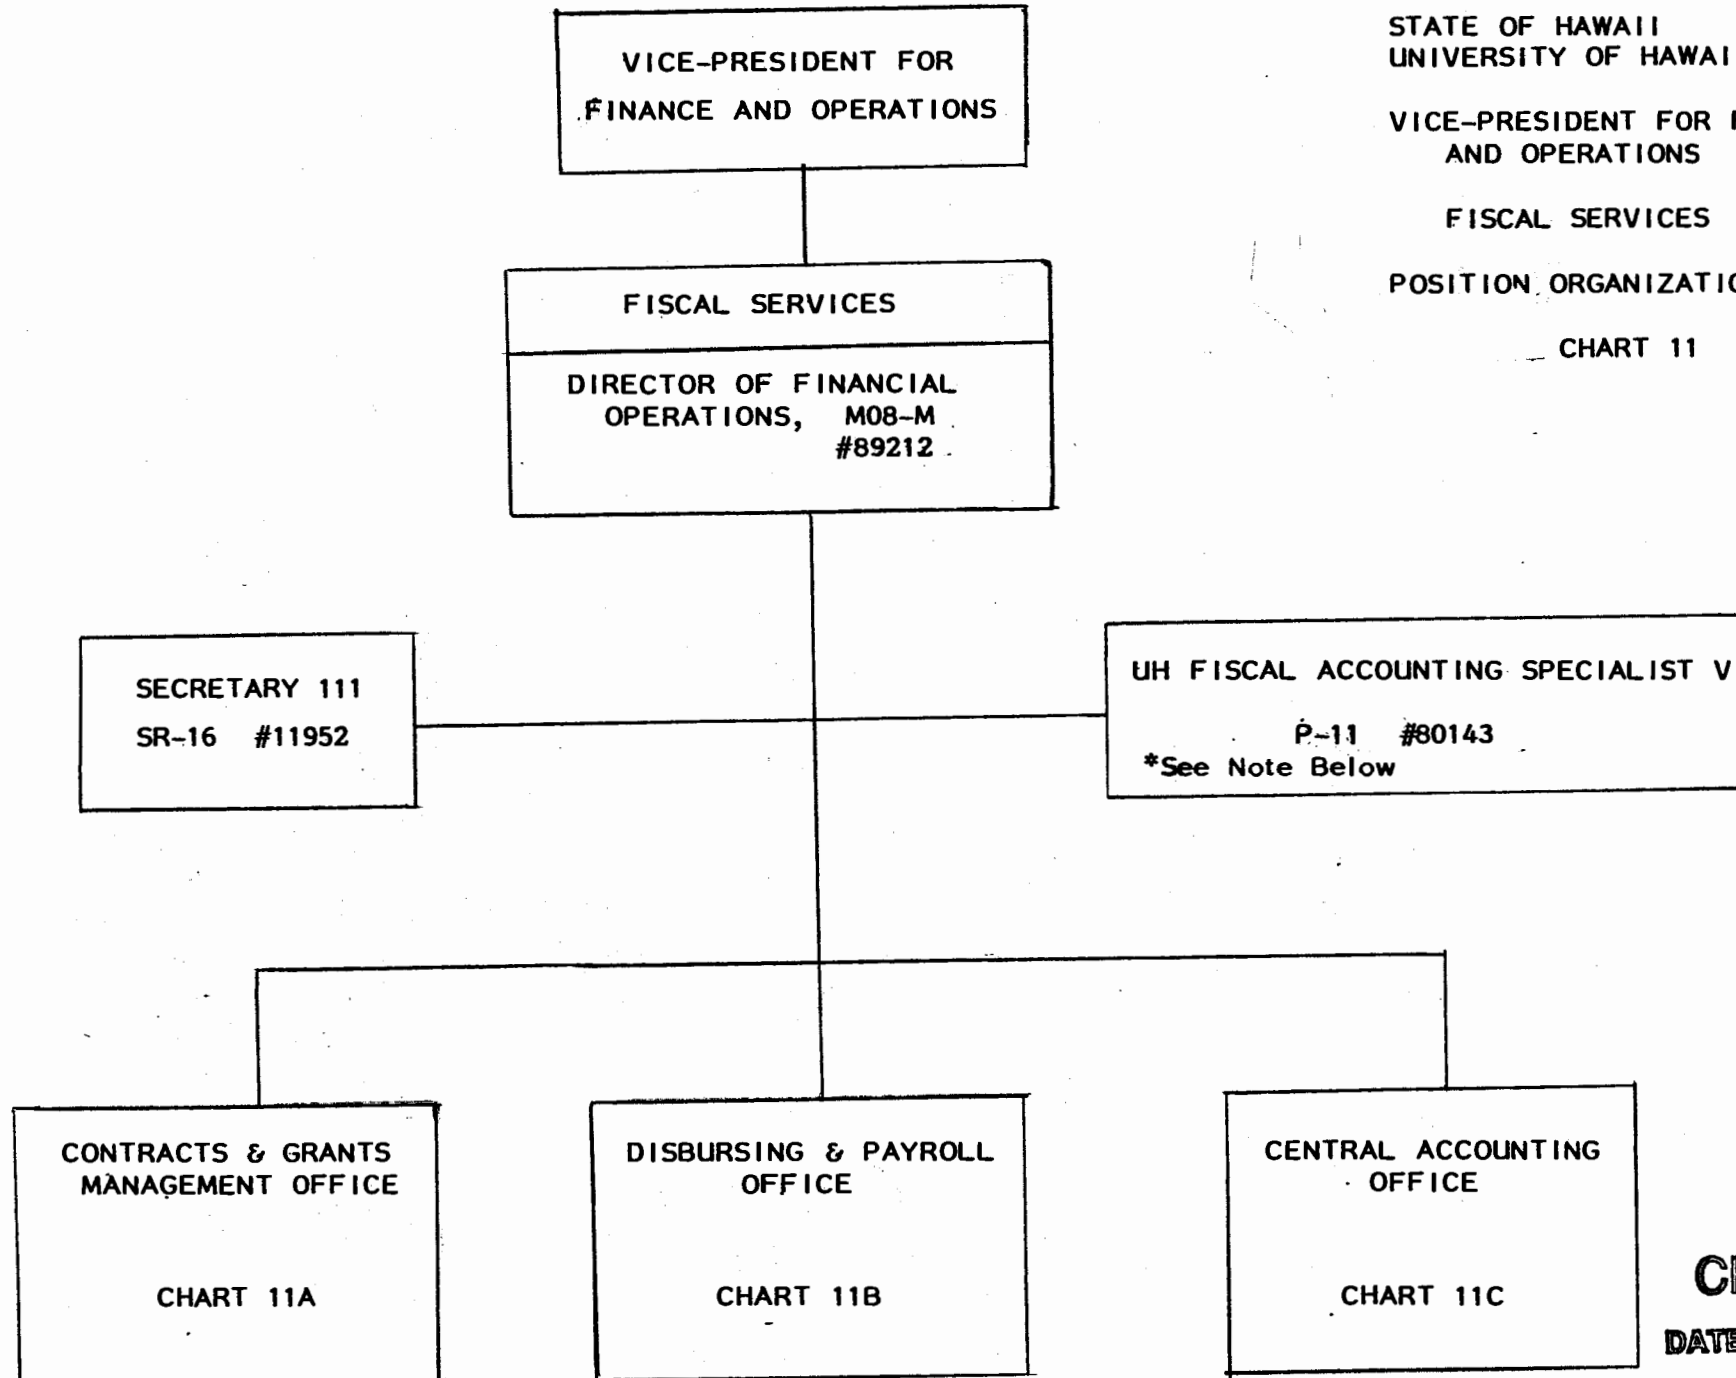 STATE OF HAWAII
UNIVERSITY OF HAWAI
VICE-PRESIDENT FOR
AND OPERATIONS
FISCAL SERVICES
POSITION ORGANIZATIO
CHART 11
VICE-PRESIDENT FOR
FINANCE AND OPERATIONS
FISCAL SERVICES
DIRECTOR OF FINANCIAL
OPERATIONS, M08-M
#89212
SECRETARY 111
SR-16 #11952
UH FISCAL ACCOUNTING SPECIALIST V
P-11 #80143
*See Note Below
CONTRACTS & GRANTS
MANAGEMENT OFFICE
CHART 11A
DISBURSING & PAYROLL
OFFICE
CHART 11B
CENTRAL ACCOUNTING
OFFICE
CHART 11C
DATE